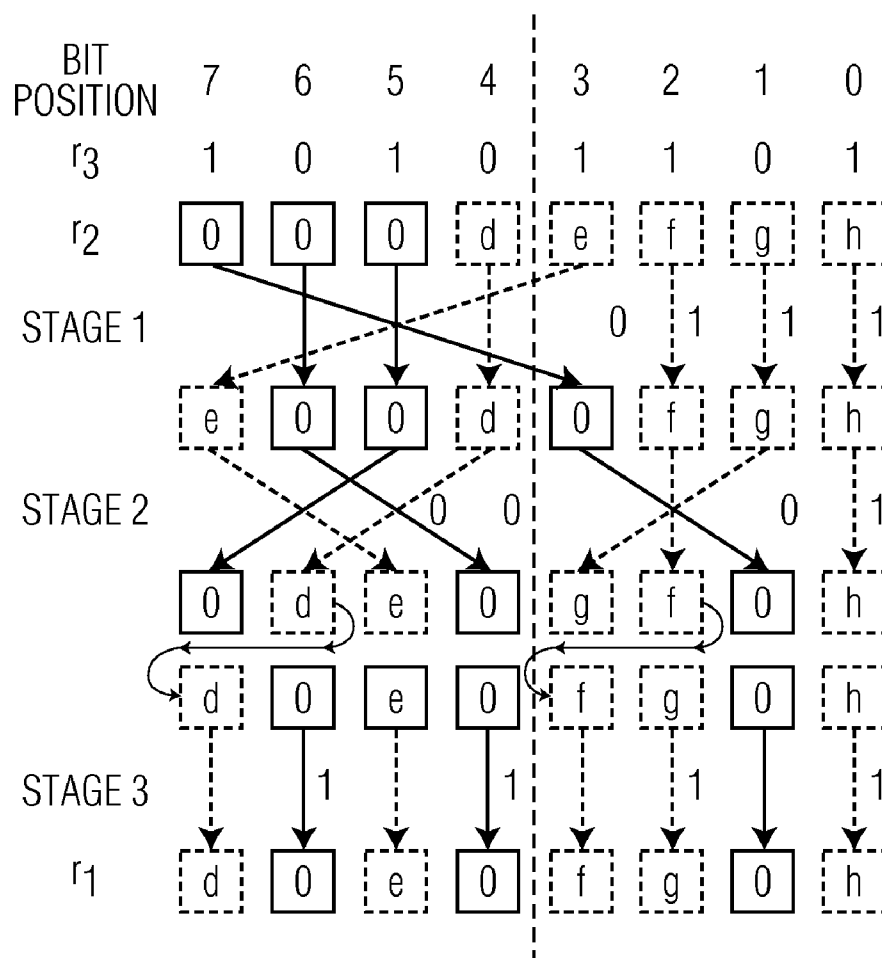 BIT POSITION 7 6 5 4 3 2 1 0
r3 1 0 1 0 1 1 0 1
r2 0 0 0 d e f g h
STAGE 1 0 1 1 1
e 0 0 d 0 f g h
STAGE 2 0 0 0 1
0 d e 0 g f 0 h
d 0 e 0 f g 0 h
STAGE 3 1 1 1 1
r1 d 0 e 0 f g 0 h